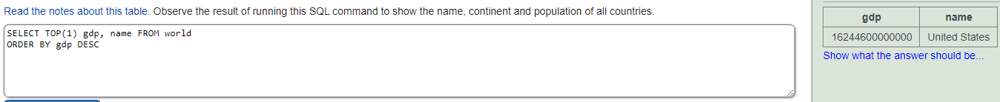 Read the notes about this table. Observe the result of running this SQL command to show the name, continent and population of all countries.
SELECT TOP(1) gdp, name FROM world
ORDER BY gdp DESC
gdp name
16244600000000 United States
Show what the answer should be...